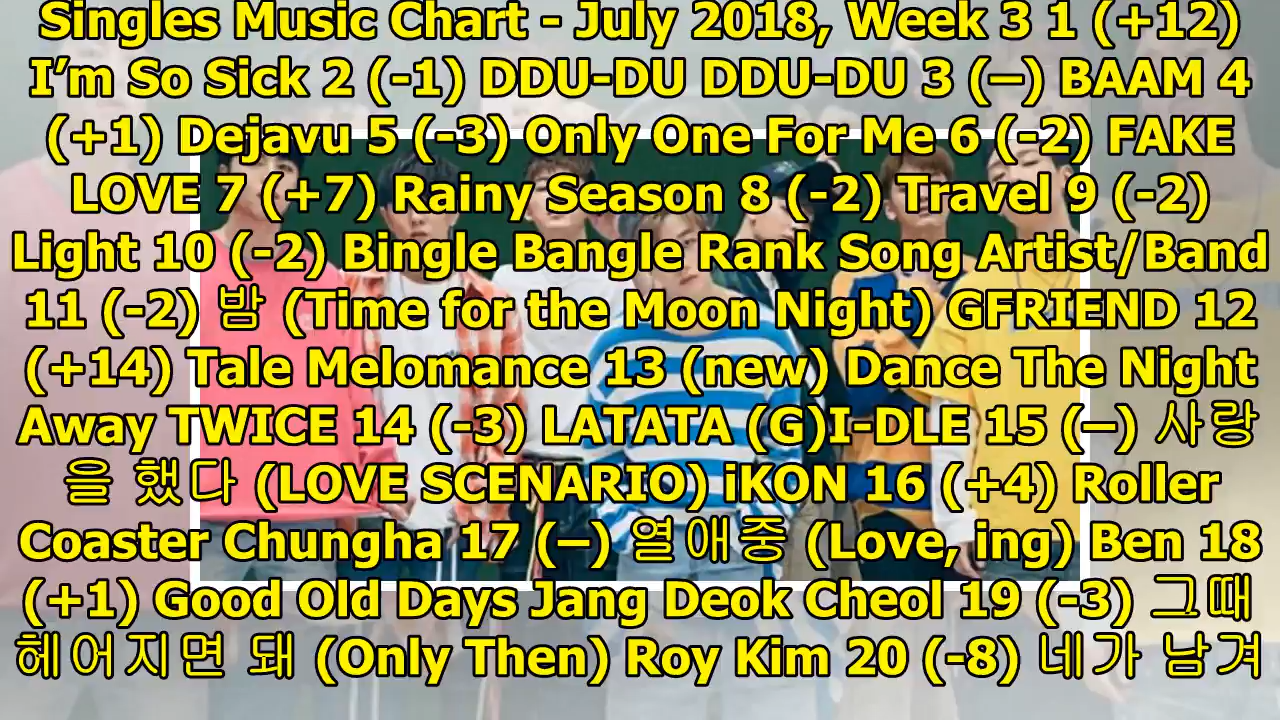 Singles Music Chart - July 2018, Week 3 1 (+12)
I’m So Sick 2 (-1) DDU-DU DDU-DU 3 (—) BAAM 4
(+1) Dejavu 5 (-3) Only One For Me 6 (-2) FAKE
LOVE 7 (+7) Rainy Season 8 (-2) Travel 9 (-2)
Light 10 (-2) Bingle Bangle Rank Song Artist/Band
11 (-2) 밤 (Time for the Moon Night) GFRIEND 12
(+14) Tale Melomance 13 (new) Dance The Night
Away TWICE 14 (-3) LATATA (G)I-DLE 15 (—) 사랑
을 했다 (LOVE SCENARIO) iKON 16 (+4) Roller
Coaster Chungha 17 (—) 열애중 (Love, ing) Ben 18
(+1) Good Old Days Jang Deok Cheol 19 (-3) 그때
헤어지면 돼 (Only Then) Roy Kim 20 (-8) 네가 남겨